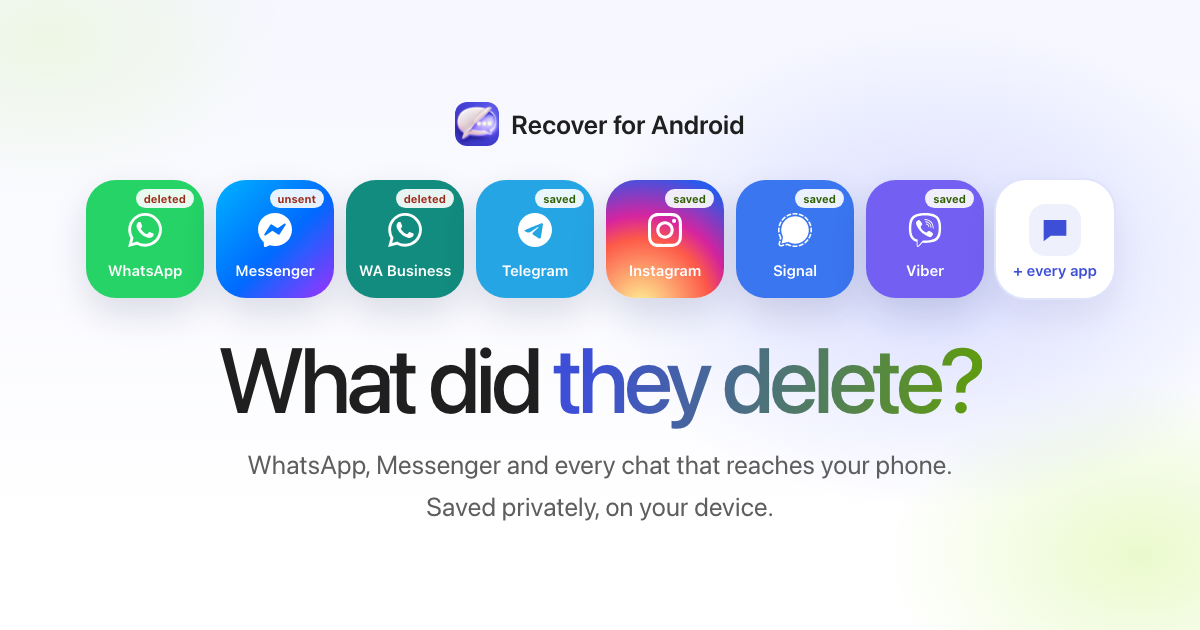 Recover for Android
deleted
WhatsApp
unsent
Messenger
deleted
WA Business
saved
Telegram
saved
Instagram
saved
Signal
saved
Viber
+ every app
What did they delete?
WhatsApp, Messenger and every chat that reaches your phone.
Saved privately, on your device.